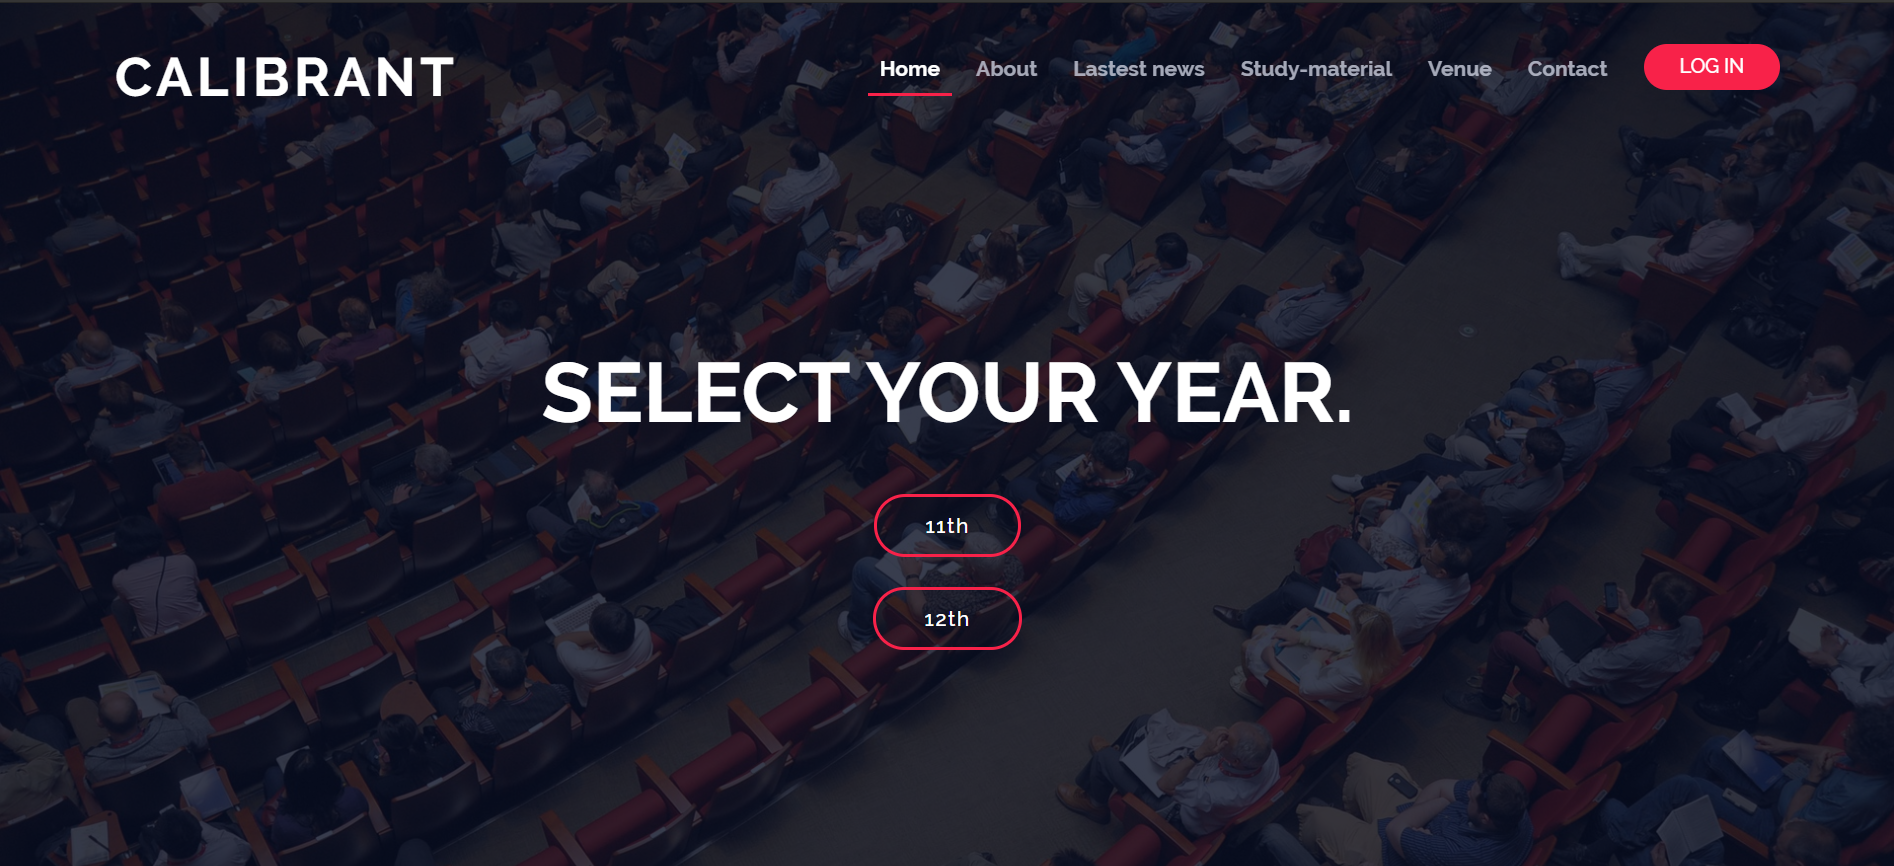 CALIBRANT
Home About Lastest news Study-material Venue Contact LOG IN
SELECT YOUR YEAR.
11th
12th